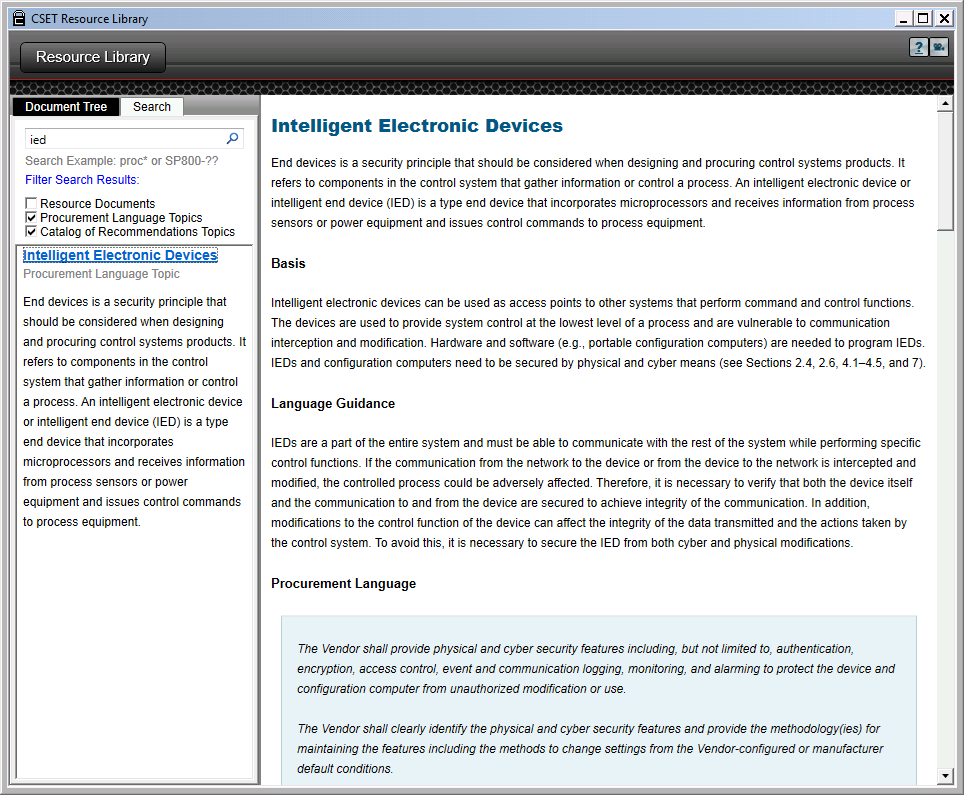 CSET Resource Library
Resource Library
?
Document Tree
Search
ied
Search Example: proc* or SP800-??
Filter Search Results:
Resource Documents
Procurement Language Topics
Catalog of Recommendations Topics
Intelligent Electronic Devices
Procurement Language Topic
End devices is a security principle that
should be considered when designing
and procuring control systems products. It
refers to components in the control
system that gather information or control
a process. An intelligent electronic device
or intelligent end device (IED) is a type
end device that incorporates
microprocessors and receives information
from process sensors or power
equipment and issues control commands
to process equipment.
Intelligent Electronic Devices
End devices is a security principle that should be considered when designing and procuring control systems products. It
refers to components in the control system that gather information or control a process. An intelligent electronic device or
intelligent end device (IED) is a type end device that incorporates microprocessors and receives information from process
sensors or power equipment and issues control commands to process equipment.
Basis
Intelligent electronic devices can be used as access points to other systems that perform command and control functions.
The devices are used to provide system control at the lowest level of a process and are vulnerable to communication
interception and modification. Hardware and software (e.g., portable configuration computers) are needed to program IEDs.
IEDs and configuration computers need to be secured by physical and cyber means (see Sections 2.4, 2.6, 4.1–4.5, and 7).
Language Guidance
IEDs are a part of the entire system and must be able to communicate with the rest of the system while performing specific
control functions. If the communication from the network to the device or from the device to the network is intercepted and
modified, the controlled process could be adversely affected. Therefore, it is necessary to verify that both the device itself
and the communication to and from the device are secured to achieve integrity of the communication. In addition,
modifications to the control function of the device can affect the integrity of the data transmitted and the actions taken by
the control system. To avoid this, it is necessary to secure the IED from both cyber and physical modifications.
Procurement Language
The Vendor shall provide physical and cyber security features including, but not limited to, authentication,
encryption, access control, event and communication logging, monitoring, and alarming to protect the device and
configuration computer from unauthorized modification or use.
The Vendor shall clearly identify the physical and cyber security features and provide the methodology(ies) for
maintaining the features including the methods to change settings from the Vendor-configured or manufacturer
default conditions.